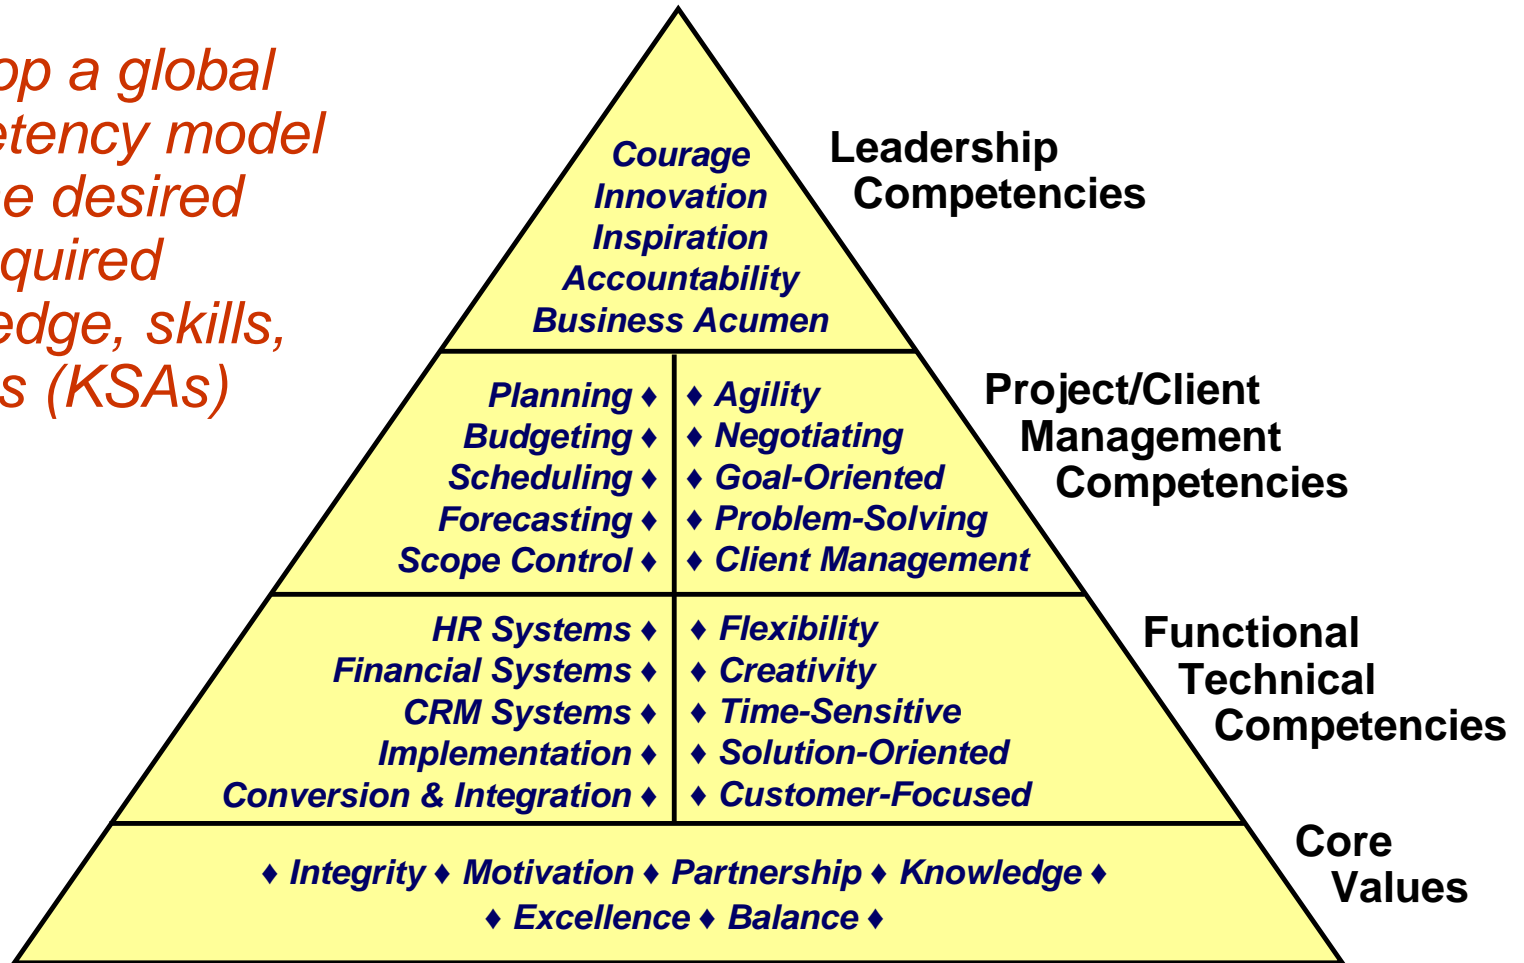 op a global
etency model
e desired
quired
edge, skills,
s (KSAs)
Courage
Innovation
Inspiration
Accountability
Business Acumen
Leadership
Competencies
Planning ♦
Budgeting ♦
Scheduling ♦
Forecasting ♦
Scope Control ♦
♦ Agility
♦ Negotiating
♦ Goal-Oriented
♦ Problem-Solving
♦ Client Management
Project/Client
Management
Competencies
HR Systems ♦
Financial Systems ♦
CRM Systems ♦
Implementation ♦
Conversion & Integration ♦
♦ Flexibility
♦ Creativity
♦ Time-Sensitive
♦ Solution-Oriented
♦ Customer-Focused
Functional
Technical
Competencies
♦ Integrity ♦ Motivation ♦ Partnership ♦ Knowledge ♦
♦ Excellence ♦ Balance ♦
Core
Values